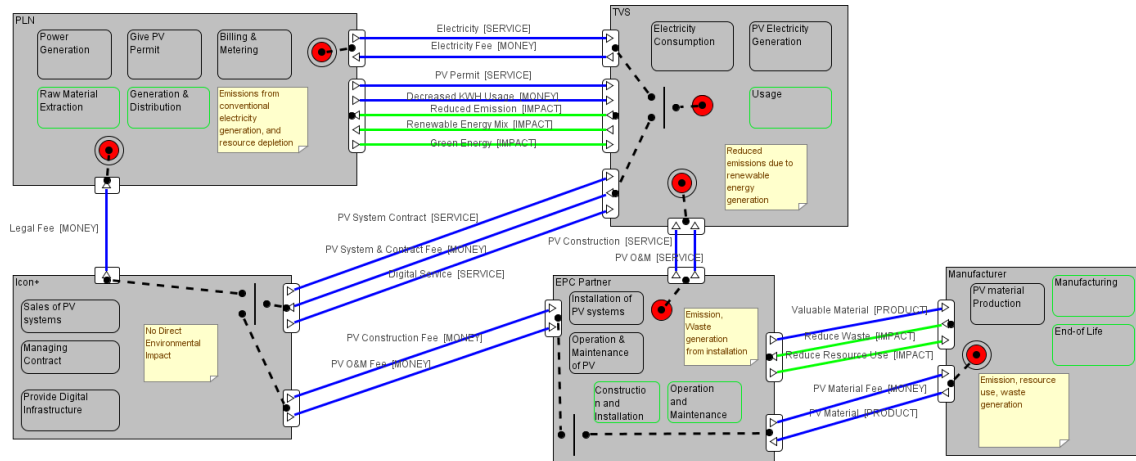 PLN
Power
Generation
Give PV
Permit
Billing &
Metering
Raw Material
Extraction
Generation &
Distribution
Emissions from
conventional
electricity
generation, and
resource depletion
Electricity [SERVICE]
Electricity Fee [MONEY]
PV Permit [SERVICE]
Decreased KWH Usage [MONEY]
Reduced Emission [IMPACT]
Renewable Energy Mix [IMPACT]
Green Energy [IMPACT]
TVS
Electricity
Consumption
PV Electricity
Generation
Usage
Reduced
emissions due to
renewable
energy
generation
Legal Fee [MONEY]
PV System Contract [SERVICE]
PV System & Contract Fee [MONEY]
Digital Service [SERVICE]
PV Construction [SERVICE]
PV O&M [SERVICE]
Icon+
Sales of PV
systems
Managing
Contract
Provide Digital
Infrastructure
No Direct
Environmental
Impact
PV Construction Fee [MONEY]
PV O&M Fee [MONEY]
EPC Partner
Installation of
PV systems
Operation &
Maintenance
of PV
Emission,
Waste
generation
from installation
Constructio
n and
Installation
Operation
and
Maintenance
Valuable Material [PRODUCT]
Reduce Waste [IMPACT]
Reduce Resource Use [IMPACT]
PV Material Fee [MONEY]
PV Material [PRODUCT]
Manufacturer
PV material
Production
Manufacturing
End-of Life
Emission, resource
use, waste
generation